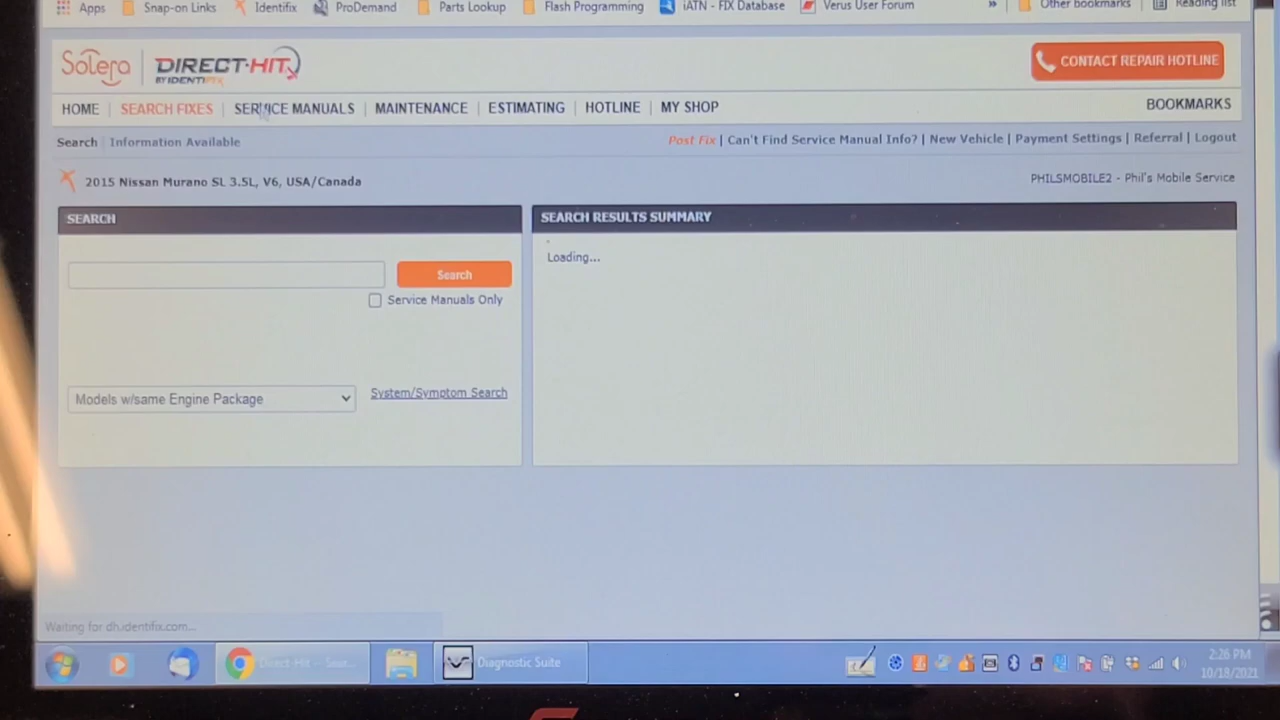 Apps Snap-on Links Identifix ProDemand Parts Lookup Flash Programming iATN - FIX Database Verus User Forum » Other bookmarks Reading list
Solera DIRECT-HIT
BY IDENTIFIX
CONTACT REPAIR HOTLINE
HOME | SEARCH FIXES | SERVICE MANUALS | MAINTENANCE | ESTIMATING | HOTLINE | MY SHOP BOOKMARKS
Search | Information Available Post Fix | Can't Find Service Manual Info? | New Vehicle | Payment Settings | Referral | Logout
2015 Nissan Murano SL 3.5L, V6, USA/Canada PHILSMOBILE2 - Phil's Mobile Service
SEARCH SEARCH RESULTS SUMMARY
Loading...
Search
Service Manuals Only
Models w/same Engine Package System/Symptom Search
Waiting for dh.identifix.com...
Direct-Hit -- Sear... Diagnostic Suite 2:26 PM
10/18/2021